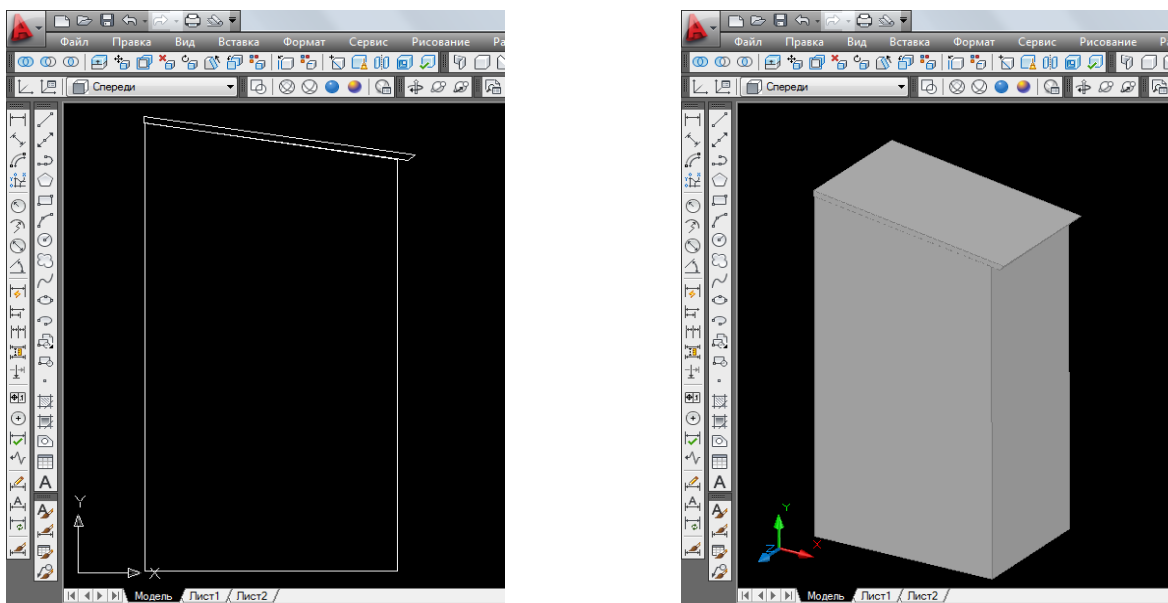 Файл Правка Вид Вставка Формат Сервис Рисование
Спереди
Y
X
Модель Лист1 Лист2
Файл Правка Вид Вставка Формат Сервис Рисование
Спереди
Y
X
Z
Модель Лист1 Лист2